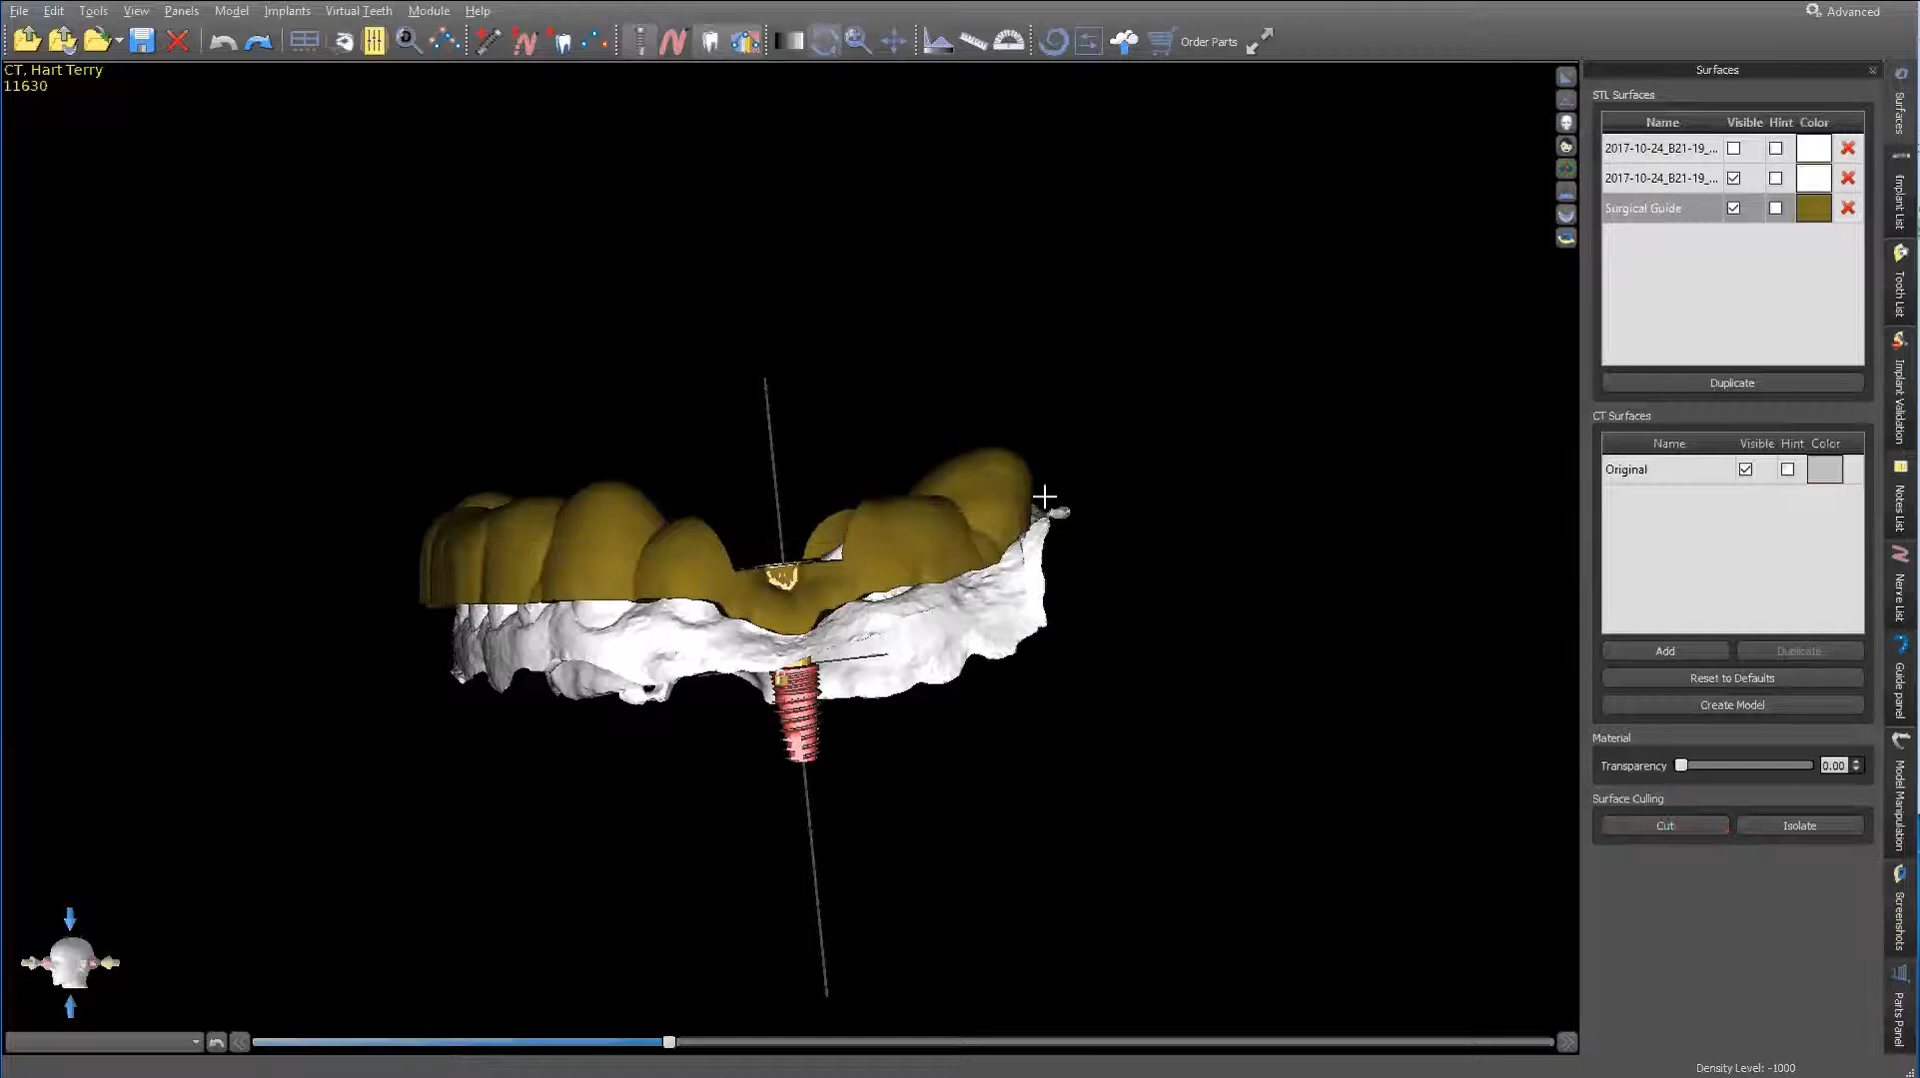 File Edit Tools View Panels Model Implants Virtual Teeth Module Help
Advanced
Order Parts
CT, Hart Terry
11630
Surfaces
STL Surfaces
Name Visible Hint Color
2017-10-24_B21-19_...
2017-10-24_B21-19_...
Surgical Guide
Duplicate
CT Surfaces
Name Visible Hint Color
Original
Add Duplicate
Reset to Defaults
Create Model
Material
Transparency 0.00
Surface Culling
Cut Isolate
Surfaces
Implant List
Tooth List
Implant Validation
Notes List
Nerve List
Guide panel
Model Manipulation
Screenshots
Parts Panel
Density Level: -1000